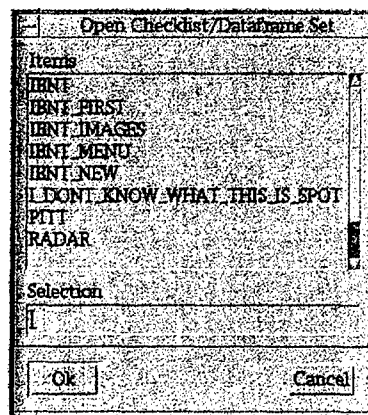 Open Checklist/Dataframe Set
Items
IBNT
IBNT_FIRST
IBNT_IMAGES
IBNT_MENU
IBNT_NEW
I_DONT_KNOW_WHAT_THIS_IS_SPOT
PITT
RADAR
Selection
Ok
Cancel